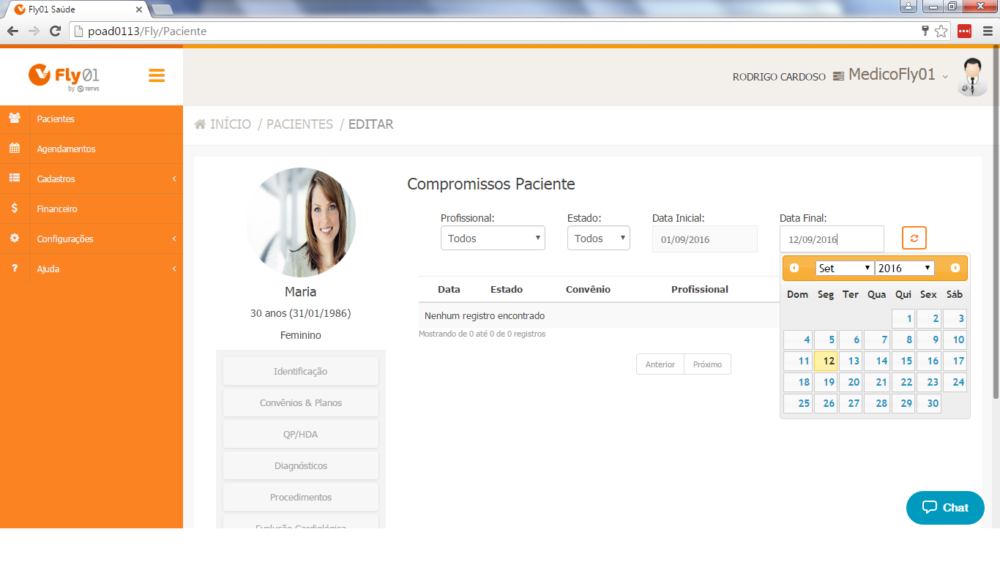 Fly01 Saúde
poad0113/Fly/Paciente
Fly01
by TOTVS
RODRIGO CARDOSO MedicoFly01
Pacientes
Agendamentos
Cadastros
Financeiro
Configurações
Ajuda
INÍCIO / PACIENTES / EDITAR
Maria
30 anos (31/01/1986)
Feminino
Identificação
Convênios & Planos
QP/HDA
Diagnósticos
Procedimentos
Evolução Cardiológica
Compromissos Paciente
Profissional: Estado: Data Inicial: Data Final:
Todos Todos 01/09/2016 12/09/2016
Data Estado Convênio Profissional
Nenhum registro encontrado
Mostrando de 0 até 0 de 0 registros
Anterior Próximo
Set 2016
Dom Seg Ter Qua Qui Sex Sáb
1 2 3
4 5 6 7 8 9 10
11 12 13 14 15 16 17
18 19 20 21 22 23 24
25 26 27 28 29 30
Chat